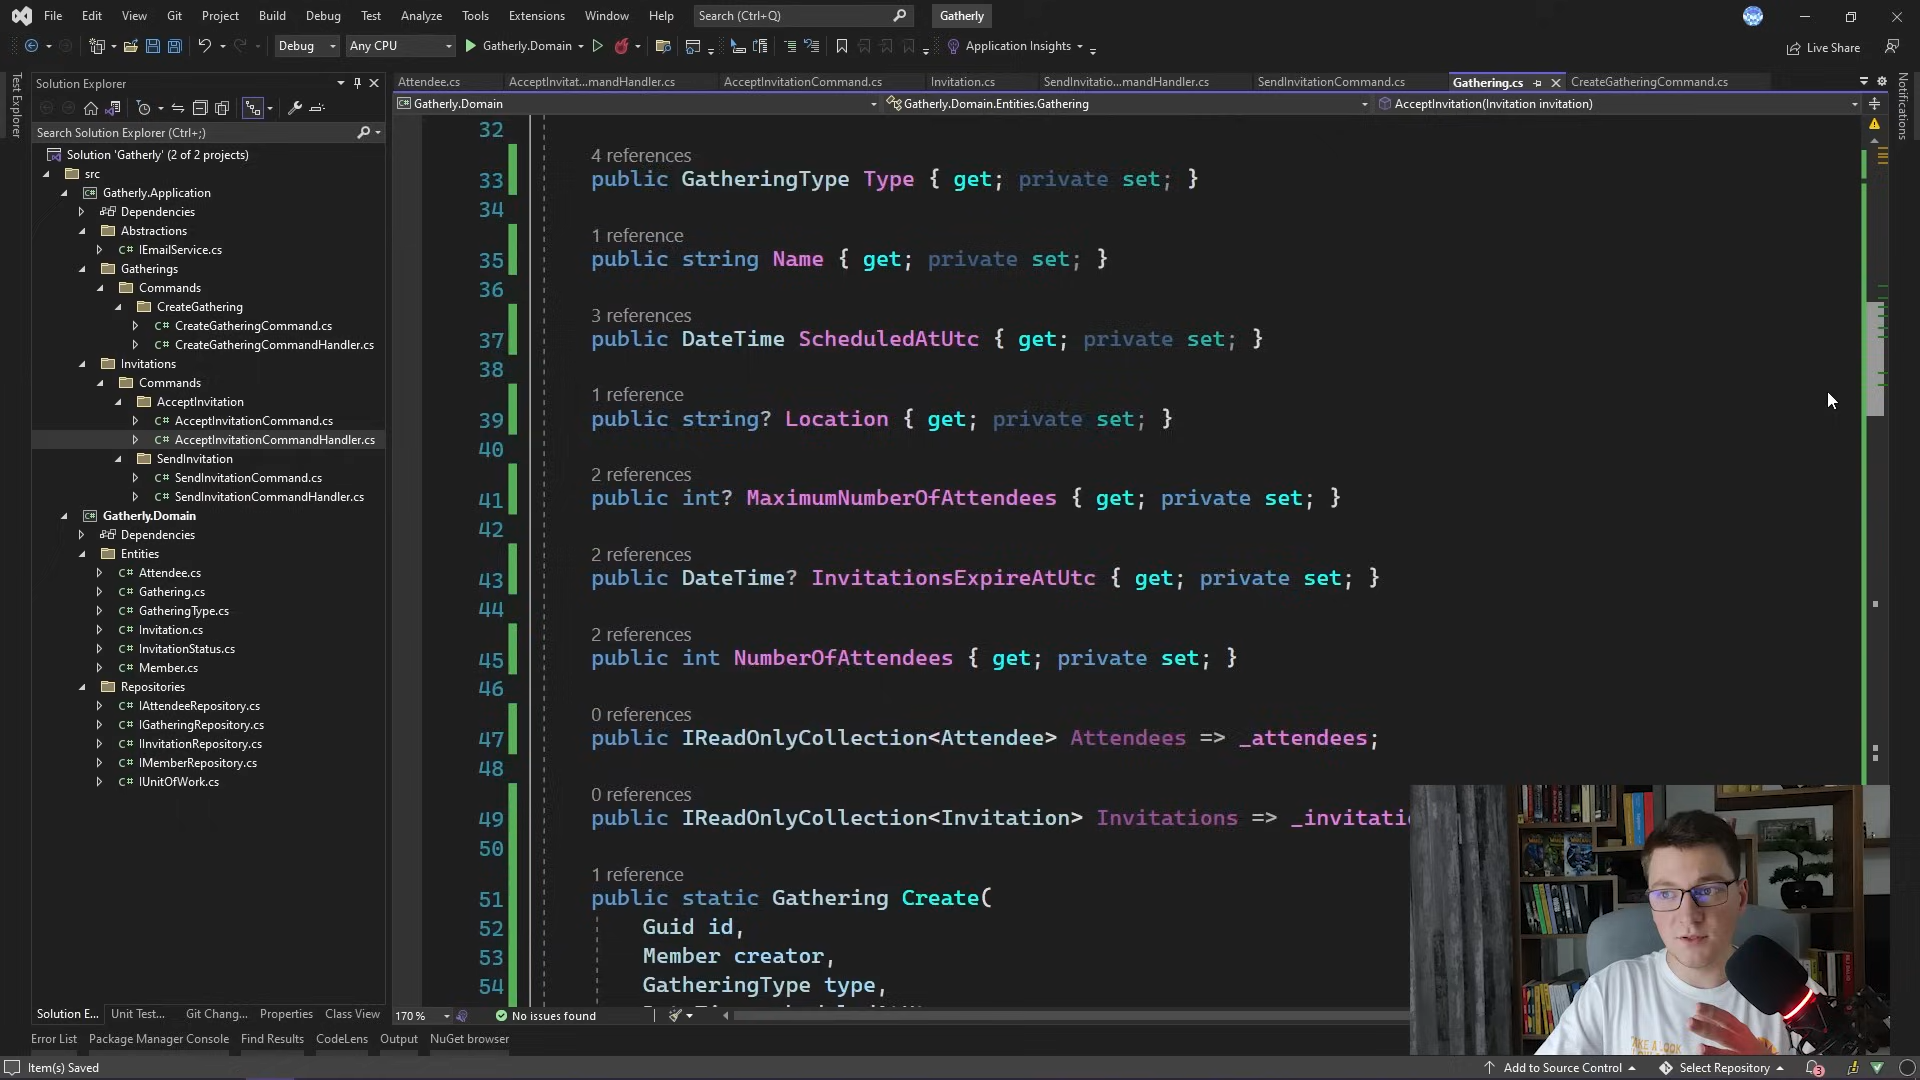 File Edit View Git Project Build Debug Test Analyze Tools Extensions Window Help Search (Ctrl+Q) Gatherly
Debug Any CPU Gatherly.Domain Application Insights Live Share
Test Explorer
Solution Explorer
Search Solution Explorer (Ctrl+;)
Solution 'Gatherly' (2 of 2 projects)
src
Gatherly.Application
Dependencies
Abstractions
C# IEmailService.cs
Gatherings
Commands
CreateGathering
C# CreateGatheringCommand.cs
C# CreateGatheringCommandHandler.cs
Invitations
Commands
AcceptInvitation
C# AcceptInvitationCommand.cs
C# AcceptInvitationCommandHandler.cs
SendInvitation
C# SendInvitationCommand.cs
C# SendInvitationCommandHandler.cs
Gatherly.Domain
Dependencies
Entities
C# Attendee.cs
C# Gathering.cs
C# GatheringType.cs
C# Invitation.cs
C# InvitationStatus.cs
C# Member.cs
Repositories
C# IAttendeeRepository.cs
C# IGatheringRepository.cs
C# IInvitationRepository.cs
C# IMemberRepository.cs
C# IUnitOfWork.cs
Solution E... Unit Test... Git Chang... Properties Class View
Attendee.cs AcceptInvitat...mandHandler.cs AcceptInvitationCommand.cs Invitation.cs SendInvitatio...mandHandler.cs SendInvitationCommand.cs Gathering.cs CreateGatheringCommand.cs
Gatherly.Domain Gatherly.Domain.Entities.Gathering AcceptInvitation(Invitation invitation)
32
4 references
33 public GatheringType Type { get; private set; }
34
1 reference
35 public string Name { get; private set; }
36
3 references
37 public DateTime ScheduledAtUtc { get; private set; }
38
1 reference
39 public string? Location { get; private set; }
40
2 references
41 public int? MaximumNumberOfAttendees { get; private set; }
42
2 references
43 public DateTime? InvitationsExpireAtUtc { get; private set; }
44
2 references
45 public int NumberOfAttendees { get; private set; }
46
0 references
47 public IReadOnlyCollection<Attendee> Attendees => _attendees;
48
0 references
49 public IReadOnlyCollection<Invitation> Invitations => _invitati
50
1 reference
51 public static Gathering Create(
52 Guid id,
53 Member creator,
54 GatheringType type,
170 % No issues found
Notifications
Error List Package Manager Console Find Results CodeLens Output NuGet browser
Item(s) Saved Add to Source Control Select Repository 3